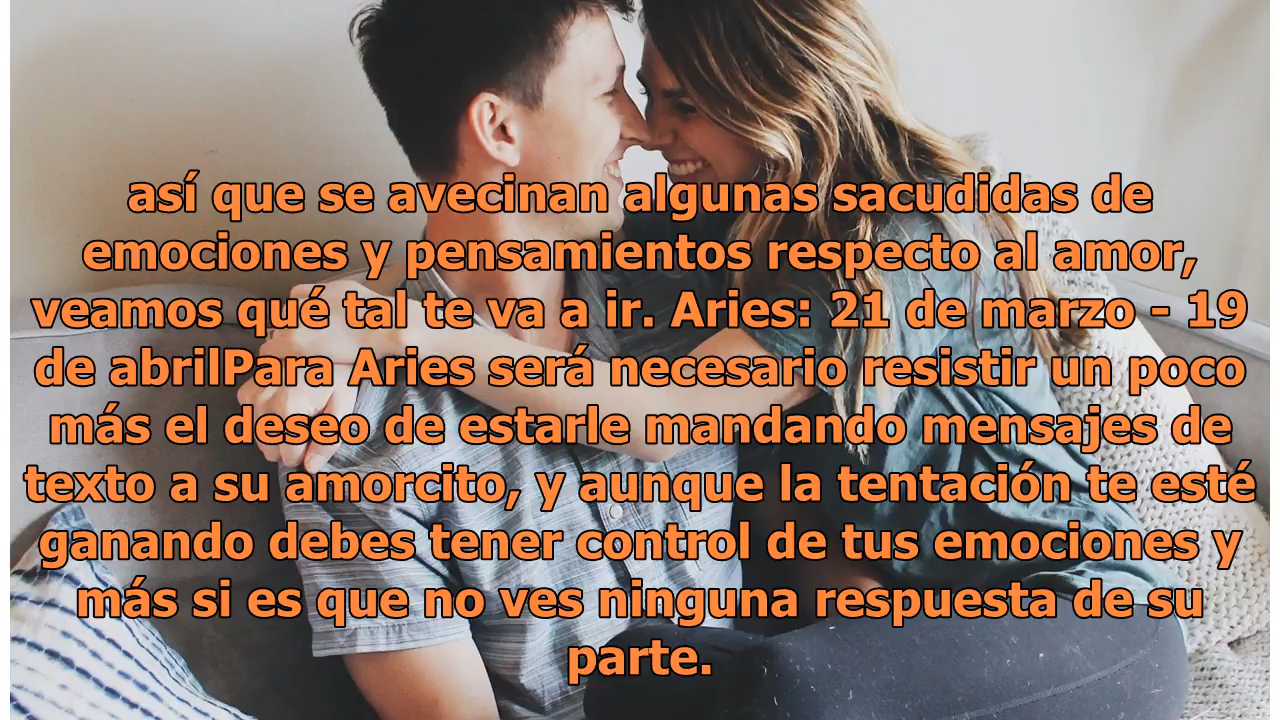 así que se avecinan algunas sacudidas de
emociones y pensamientos respecto al amor,
veamos qué tal te va a ir. Aries: 21 de marzo - 19
de abrilPara Aries será necesario resistir un poco
más el deseo de estarle mandando mensajes de
texto a su amorcito, y aunque la tentación te esté
ganando debes tener control de tus emociones y
más si es que no ves ninguna respuesta de su
parte.